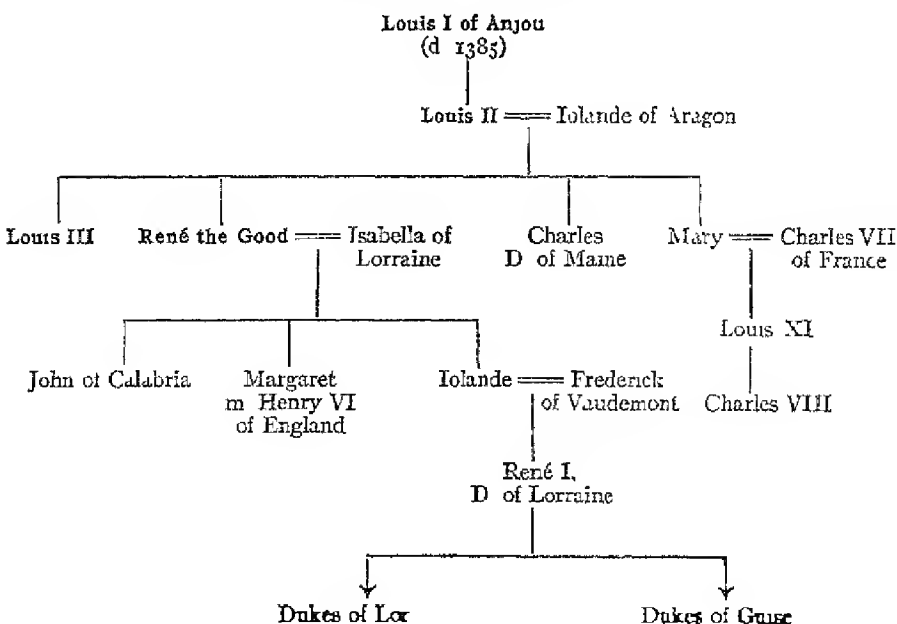 Louis I of Anjou
(d 1385)
Louis II Iolande of Aragon
Louis III René the Good Isabella of Charles Mary Charles VII
Lorraine D of Maine of France
Louis XI
John of Calabria Margaret Iolande Frederick Charles VIII
m Henry VI of Vaudemont
of England
René I,
D of Lorraine
Dukes of Lor Dukes of Guise